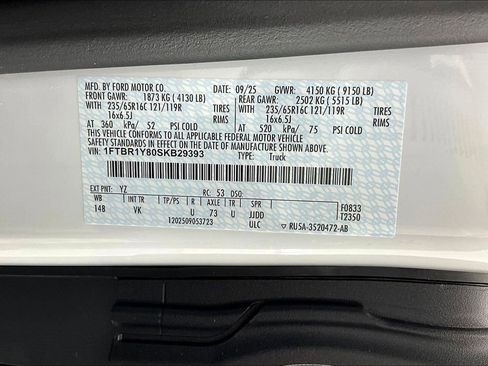 MFD. BY FORD MOTOR CO. DATE: 09/25 GVWR: 4150 KG ( 9150 LB)
FRONT GAWR: 1873 KG ( 4130 LB) REAR GAWR: 2502 KG ( 5515 LB)
WITH 235/65R16C 121/119R TIRES WITH 235/65R16C 121/119R TIRES
16x6.5J RIMS 16x6.5J RIMS
AT 360 kPa/ 52 PSI COLD AT 520 kPa/ 75 PSI COLD
THIS VEHICLE CONFORMS TO ALL APPLICABLE FEDERAL MOTOR VEHICLE
SAFETY STANDARDS IN EFFECT ON THE DATE OF MANUFACTURE SHOWN ABOVE.
VIN: 1FTBR1Y80SKB29393 TYPE: Truck
EXT PNT: YZ RC: 53 DSO: F0833
WB INT TR TP/PS R AXLE TR SPR T2350
148 VK U 73 U JJDD
1202509053723 ULC RU5A-3520472-AB